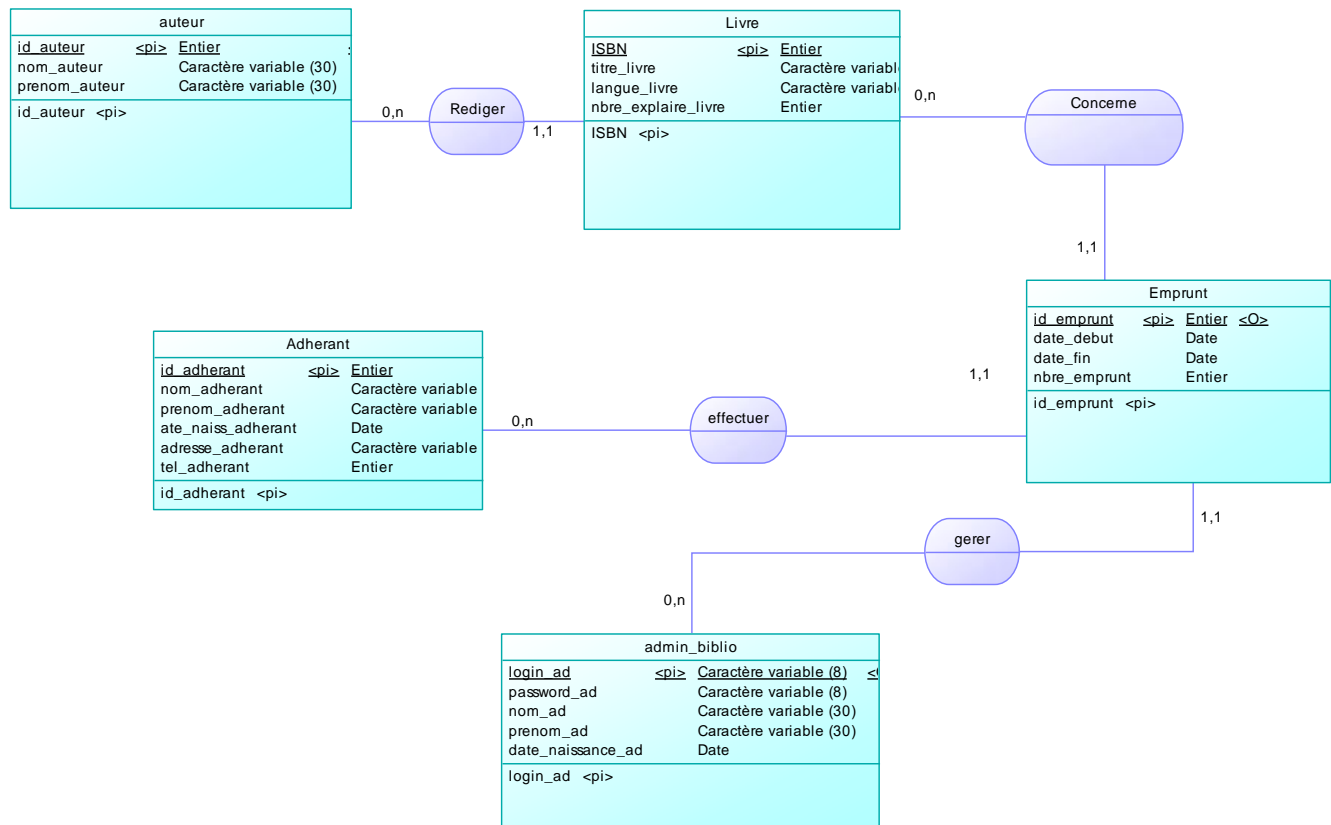 auteur
id_auteur <pi> Entier
nom_auteur Caractère variable (30)
prenom_auteur Caractère variable (30)
id_auteur <pi>
0,n
Rediger
1,1
Livre
ISBN <pi> Entier
titre_livre Caractère
langue_livre Caractère
nbre_explaire_livre Entier
ISBN <pi>
0,n
Concerne
1,1
Emprunt
id_emprunt <pi> Entier <O>
date_debut Date
date_fin Date
nbre_emprunt Entier
id_emprunt <pi>
1,1
Adherant
id_adherant <pi> Entier
nom_adherant Caractère variable
prenom_adherant Caractère variable
ate_naiss_adherant Date
adresse_adherant Caractère variable
tel_adherant Entier
id_adherant <pi>
0,n
effectuer
1,1
gerer
0,n
admin_biblio
login_ad <pi> Caractère variable (8)
password_ad Caractère variable (8)
nom_ad Caractère variable (30)
prenom_ad Caractère variable (30)
date_naissance_ad Date
login_ad <pi>